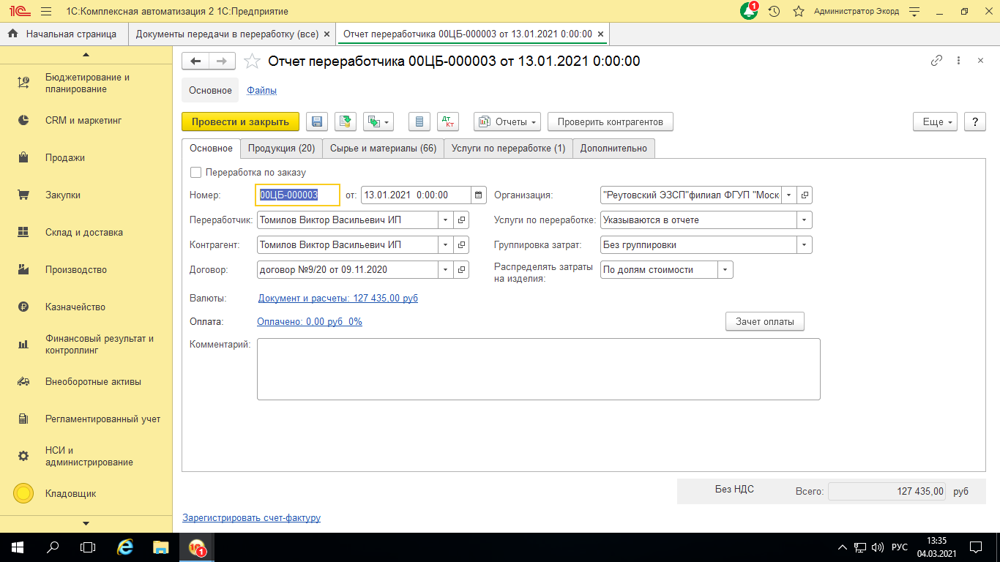 1С:Комплексная автоматизация 2 1С:Предприятие
1
Администратор Экорд
Начальная страница
Документы передачи в переработку (все)
Отчет переработчика 00ЦБ-000003 от 13.01.2021 0:00:00
Бюджетирование и
планирование
CRM и маркетинг
Продажи
Закупки
Склад и доставка
Производство
Казначейство
Финансовый результат и
контроллинг
Внеоборотные активы
Регламентированный учет
НСИ и
администрирование
Кладовщик
Отчет переработчика 00ЦБ-000003 от 13.01.2021 0:00:00
Основное Файлы
Провести и закрыть Дт Кт Отчеты Проверить контрагентов Еще ?
Основное Продукция (20) Сырье и материалы (66) Услуги по переработке (1) Дополнительно
Переработка по заказу
Номер: 00ЦБ-000003 от: 13.01.2021 0:00:00 Организация: "Реутовский ЭЗСП"филиал ФГУП "Моск
Переработчик: Томилов Виктор Васильевич ИП Услуги по переработке: Указываются в отчете
Контрагент: Томилов Виктор Васильевич ИП Группировка затрат: Без группировки
Договор: договор №9/20 от 09.11.2020 Распределять затраты
на изделия: По долям стоимости
Валюты: Документ и расчеты: 127 435,00 руб
Оплата: Оплачено: 0,00 руб 0% Зачет оплаты
Комментарий:
Без НДС Всего: 127 435,00 руб
Зарегистрировать счет-фактуру
1
РУС
13:35
04.03.2021